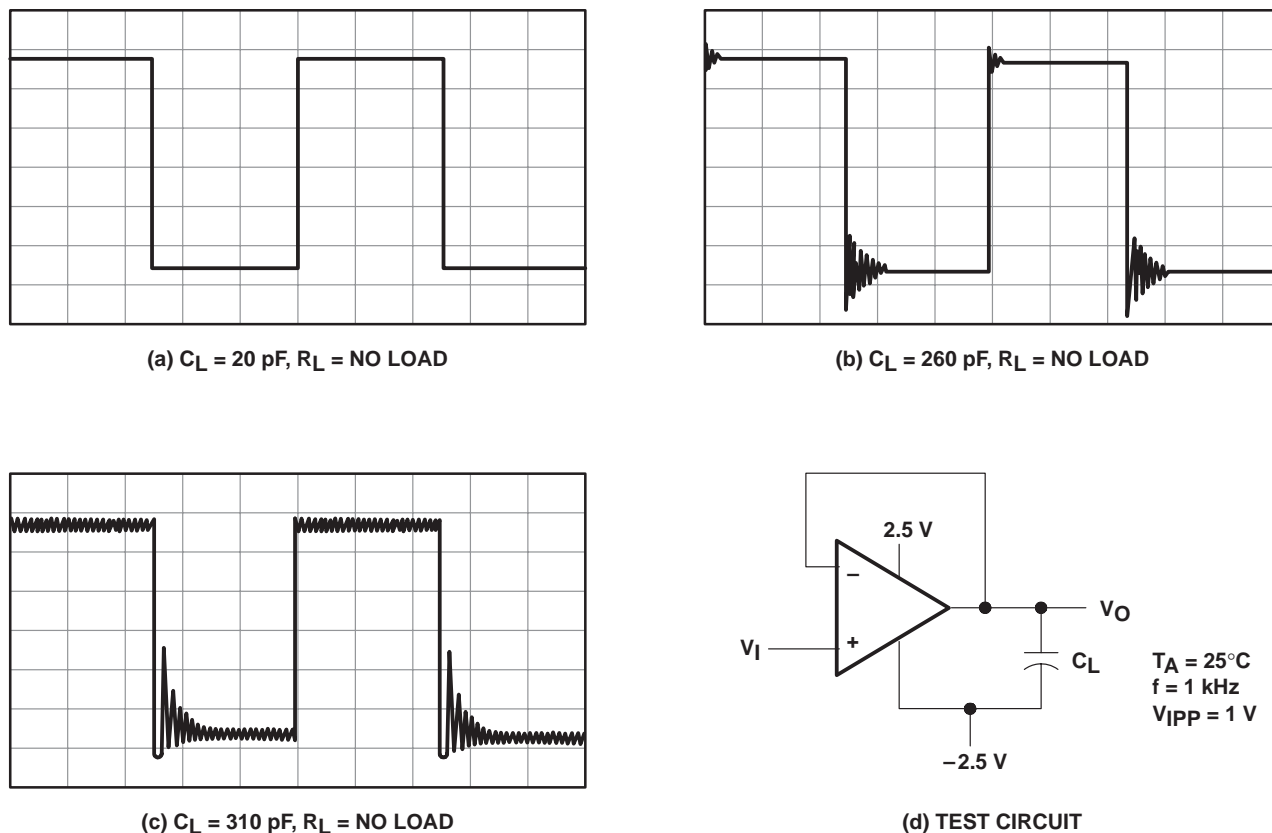 (a) CL = 20 pF, RL = NO LOAD
(b) CL = 260 pF, RL = NO LOAD
(c) CL = 310 pF, RL = NO LOAD
2.5 V
−
VO
VI
+
CL
TA = 25°C
f = 1 kHz
VIPP = 1 V
−2.5 V
(d) TEST CIRCUIT